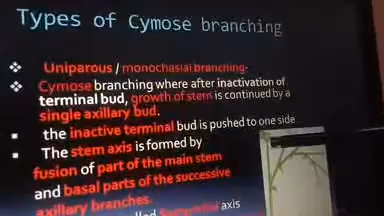 Types of Cymose branching
Uniparous / monochasial branching.
Cymose branching where after inactivation of
terminal bud, growth of stem is continued by a
single axillary bud.
the inactive terminal bud is pushed to one side
The stem axis is formed by
fusion of part of the main stem
and basal parts of the successive
axillary branches.
axis